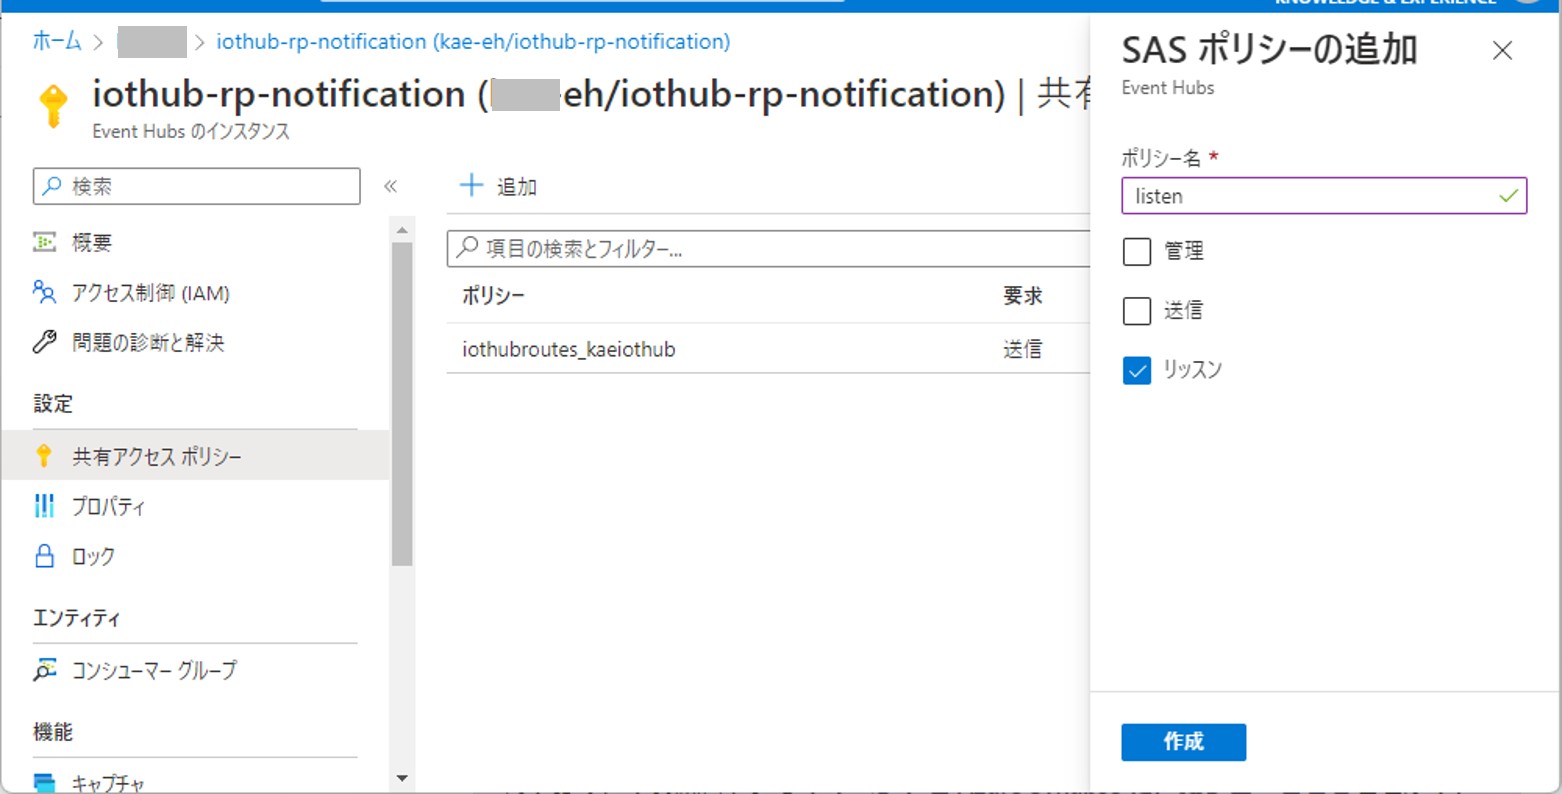 KNOWLEDGE & EXPERIENCE
ホーム > > iothub-rp-notification (kae-eh/iothub-rp-notification)
iothub-rp-notification ( -eh/iothub-rp-notification) | 共有
Event Hubs のインスタンス
検索
«
概要
アクセス制御 (IAM)
問題の診断と解決
設定
共有アクセス ポリシー
プロパティ
ロック
エンティティ
コンシューマー グループ
機能
キャプチャ
+ 追加
項目の検索とフィルター...
ポリシー 要求
iothubroutes_kaeiothub 送信
SAS ポリシーの追加
Event Hubs
ポリシー名 *
listen
管理
送信
リッスン
作成